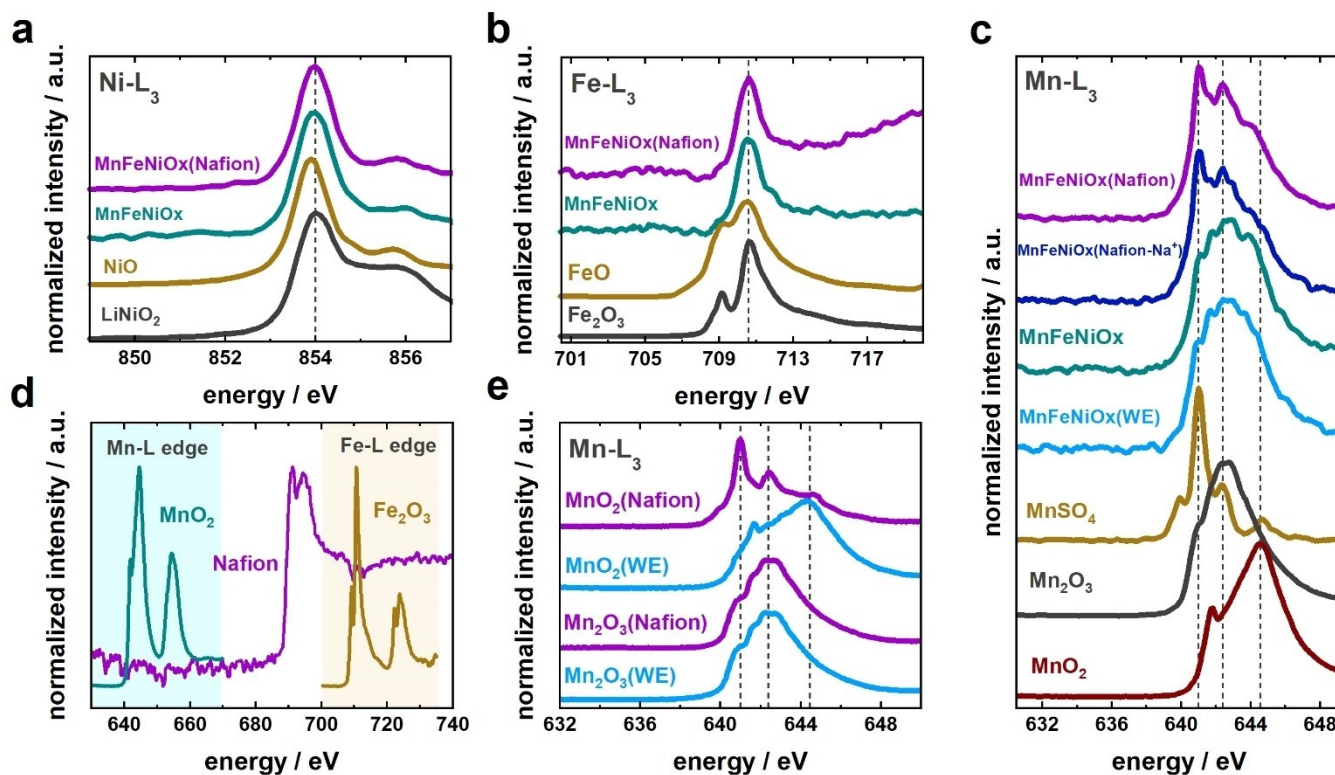 a
normalized intensity / a.u.
Ni-L₃
MnFeNiOx(Nafion)
MnFeNiOx
NiO
LiNiO₂
850 852 854 856
energy / eV
b
normalized intensity / a.u.
Fe-L₃
MnFeNiOx(Nafion)
MnFeNiOx
FeO
Fe₂O₃
701 705 709 713 717
energy / eV
c
normalized intensity / a.u.
Mn-L₃
MnFeNiOx(Nafion)
MnFeNiOx(Nafion-Na⁺)
MnFeNiOx
MnFeNiOx(WE)
MnSO₄
Mn₂O₃
MnO₂
632 636 640 644 648
energy / eV
d
normalized intensity / a.u.
Mn-L edge
Fe-L edge
MnO₂
Fe₂O₃
Nafion
640 660 680 700 720 740
energy / eV
e
normalized intensity / a.u.
Mn-L₃
MnO₂(Nafion)
MnO₂(WE)
Mn₂O₃(Nafion)
Mn₂O₃(WE)
632 636 640 644 648
energy / eV